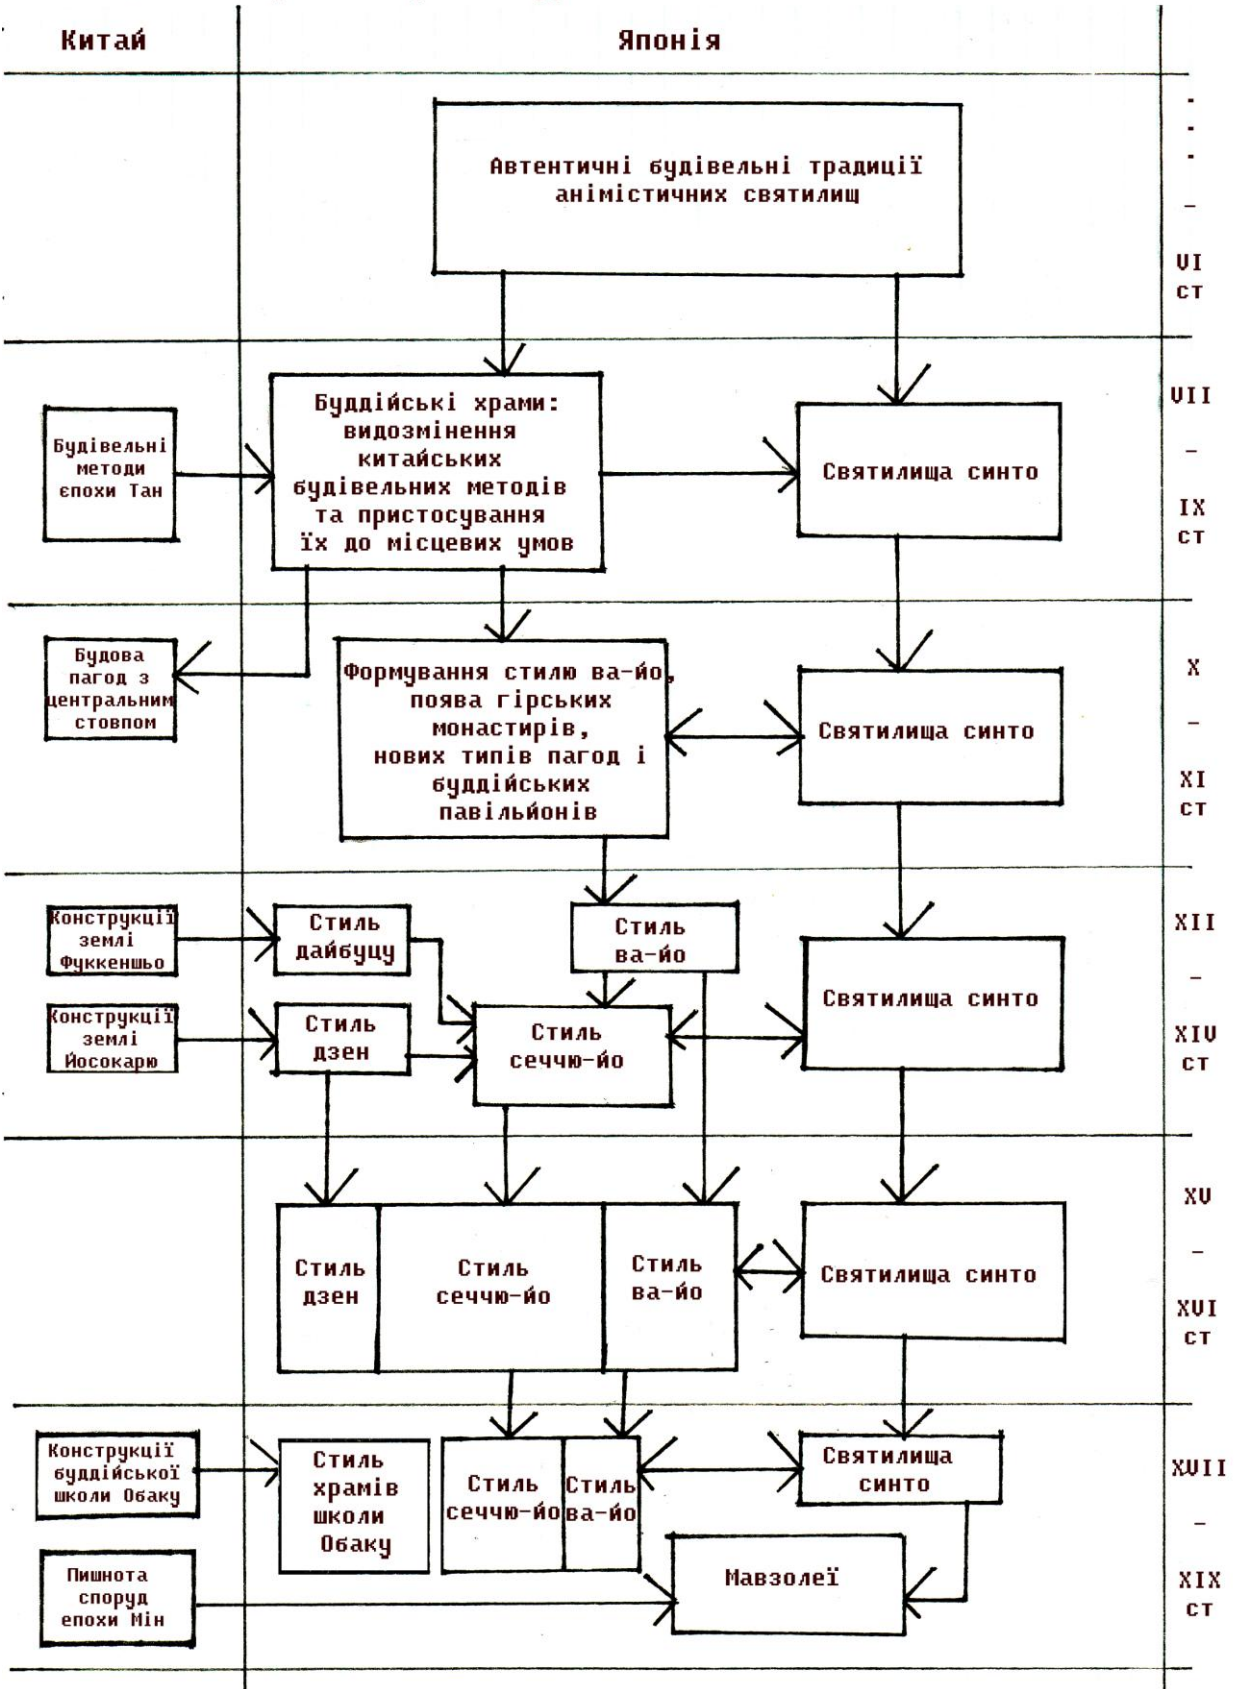 Китай
Японія
Автентичні будівельні традиції
анімістичних святилищ
VI
ст
Будівельні
методи
єпохи Тан
Буддійські храми:
видозмінення
китайських
будівельних методів
та пристосування
їх до місцевих умов
Святилища синто
VII
–
IX
ст
Будова
пагод з
центральним
стовпом
Формування стилю ва-йо,
поява гірських
монастирів,
нових типів пагод і
буддійських
павільйонів
Святилища синто
X
–
XI
ст
Конструкції
землі
Фуккеншьо
Стиль
дайбуцу
Стиль
ва-йо
Конструкції
землі
Йосокарю
Стиль
дзен
Стиль
сеччю-йо
Святилища синто
XII
–
XIV
ст
Стиль
дзен
Стиль
сеччю-йо
Стиль
ва-йо
Святилища синто
XV
–
XVI
ст
Конструкції
буддійської
школи Обаку
Стиль
храмів
школи
Обаку
Стиль
сеччю-йо
Стиль
ва-йо
Святилища
синто
Пишнота
споруд
епохи Мін
Мавзолеї
XVII
–
XIX
ст